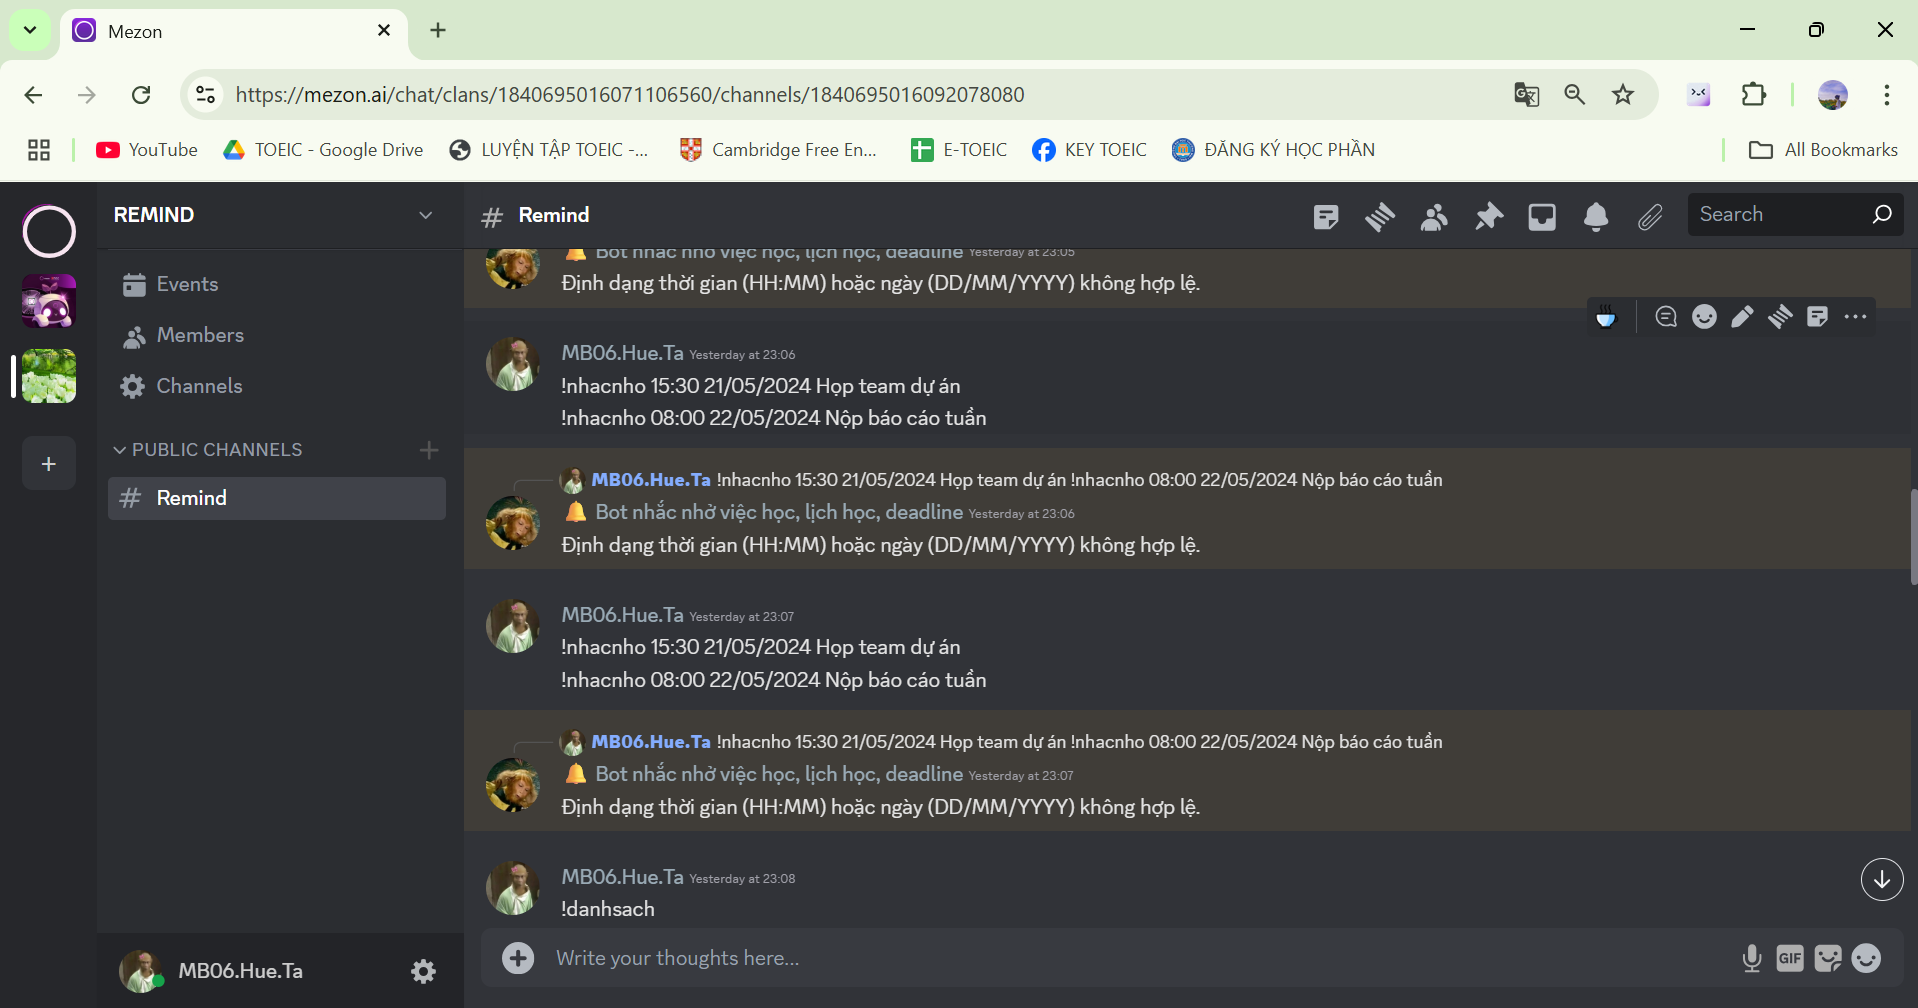 Mezon
https://mezon.ai/chat/clans/1840695016071106560/channels/1840695016092078080
YouTube
TOEIC - Google Drive
LUYỆN TẬP TOEIC -...
Cambridge Free En...
E-TOEIC
KEY TOEIC
ĐĂNG KÝ HỌC PHẦN
All Bookmarks
REMIND
Events
Members
Channels
PUBLIC CHANNELS
Remind
MB06.Hue.Ta
Remind
Search
Bot nhắc nhở việc học, lịch học, deadline Yesterday at 23:05
Định dạng thời gian (HH:MM) hoặc ngày (DD/MM/YYYY) không hợp lệ.
MB06.Hue.Ta Yesterday at 23:06
!nhacnho 15:30 21/05/2024 Họp team dự án
!nhacnho 08:00 22/05/2024 Nộp báo cáo tuần
MB06.Hue.Ta !nhacnho 15:30 21/05/2024 Họp team dự án !nhacnho 08:00 22/05/2024 Nộp báo cáo tuần
Bot nhắc nhở việc học, lịch học, deadline Yesterday at 23:06
Định dạng thời gian (HH:MM) hoặc ngày (DD/MM/YYYY) không hợp lệ.
MB06.Hue.Ta Yesterday at 23:07
!nhacnho 15:30 21/05/2024 Họp team dự án
!nhacnho 08:00 22/05/2024 Nộp báo cáo tuần
MB06.Hue.Ta !nhacnho 15:30 21/05/2024 Họp team dự án !nhacnho 08:00 22/05/2024 Nộp báo cáo tuần
Bot nhắc nhở việc học, lịch học, deadline Yesterday at 23:07
Định dạng thời gian (HH:MM) hoặc ngày (DD/MM/YYYY) không hợp lệ.
MB06.Hue.Ta Yesterday at 23:08
!danhsach
Write your thoughts here...
GIF